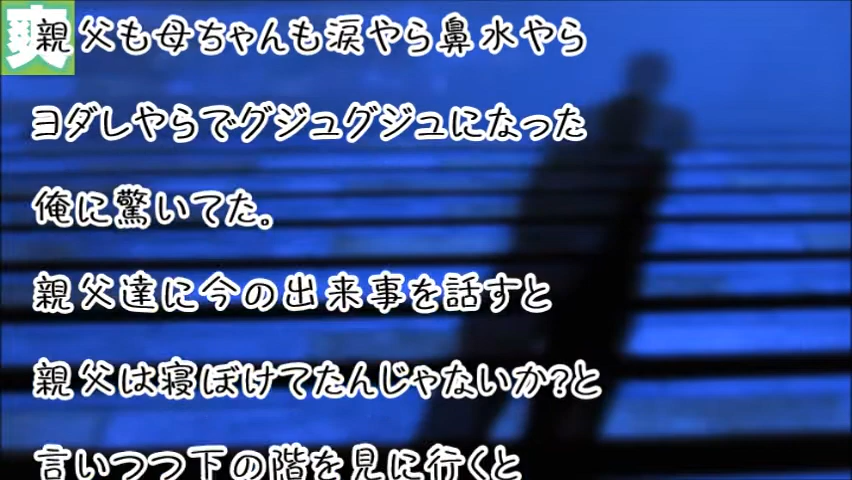 爽
親父も母ちゃんも涙やら鼻水やら
ヨダレやらでグジュグジュになった
俺に驚いてた。
親父達に今の出来事を話すと
親父は寝ぼけてたんじゃないか?と
言いつつ下の階を見に行くと